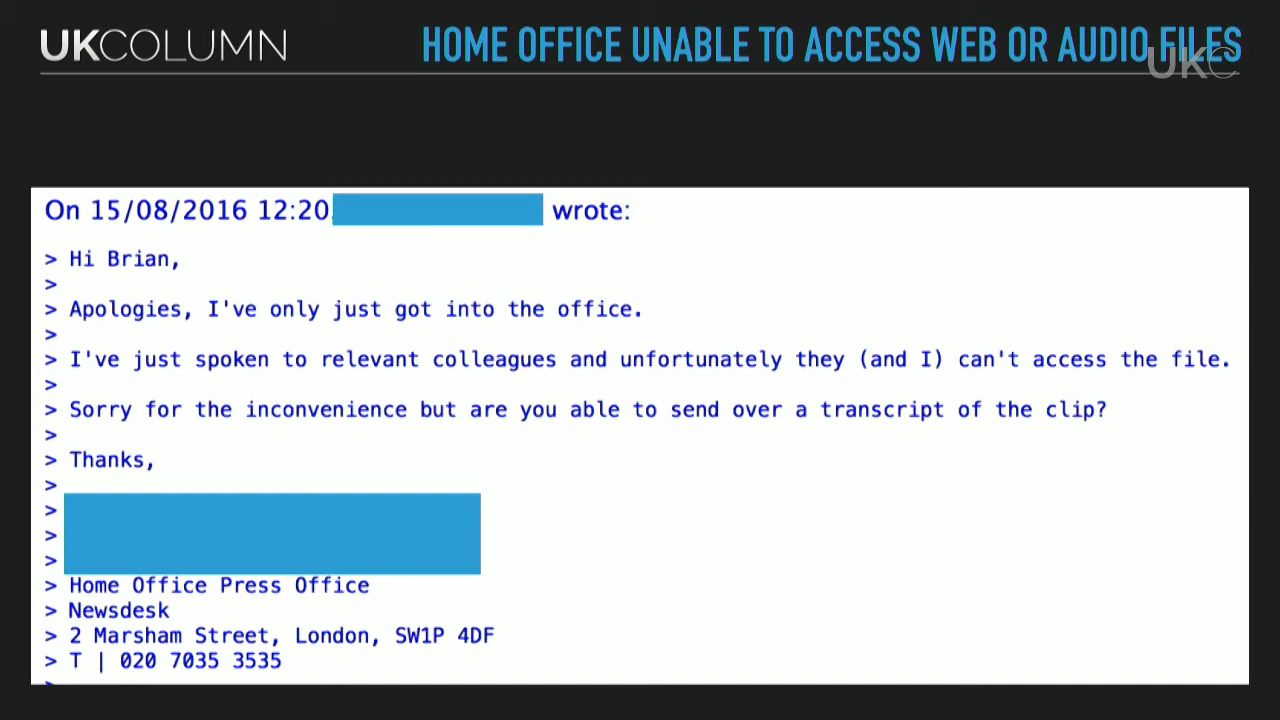 UKCOLUMN
HOME OFFICE UNABLE TO ACCESS WEB OR AUDIO FILES
UKC
On 15/08/2016 12:20 wrote:
> Hi Brian,
>
> Apologies, I've only just got into the office.
>
> I've just spoken to relevant colleagues and unfortunately they (and I) can't access the file.
>
> Sorry for the inconvenience but are you able to send over a transcript of the clip?
>
> Thanks,
>
>
>
>
> Home Office Press Office
> Newsdesk
> 2 Marsham Street, London, SW1P 4DF
> T | 020 7035 3535
>